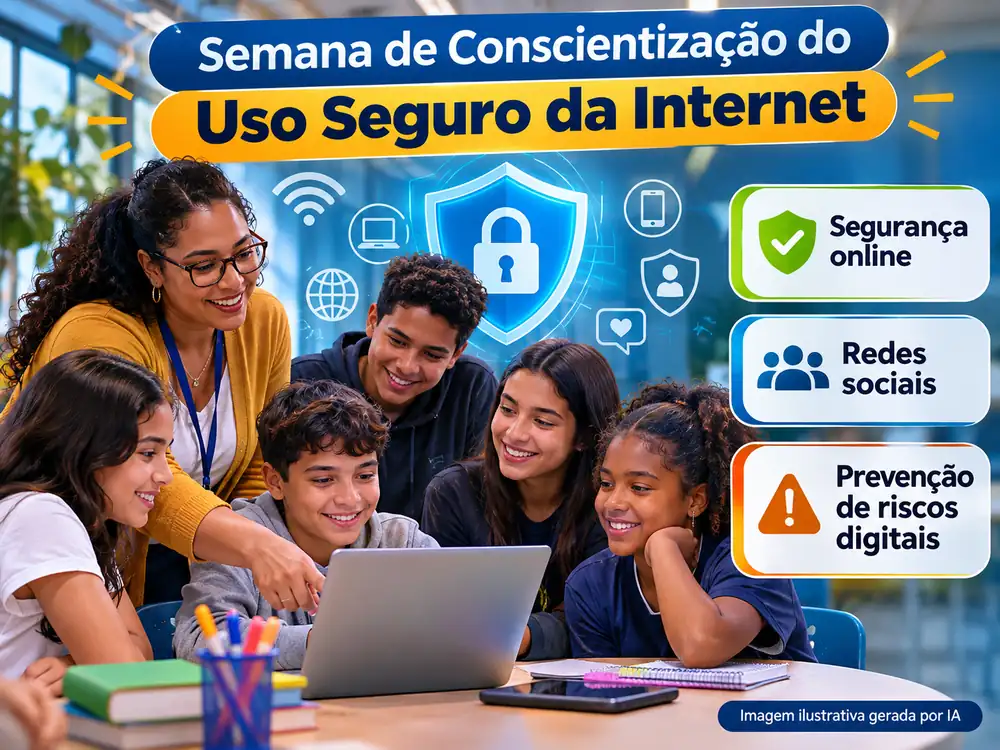 Semana de Conscientização do
Uso Seguro da Internet
Segurança
online
Redes
sociais
Prevenção
de riscos
digitais
Imagem ilustrativa gerada por IA